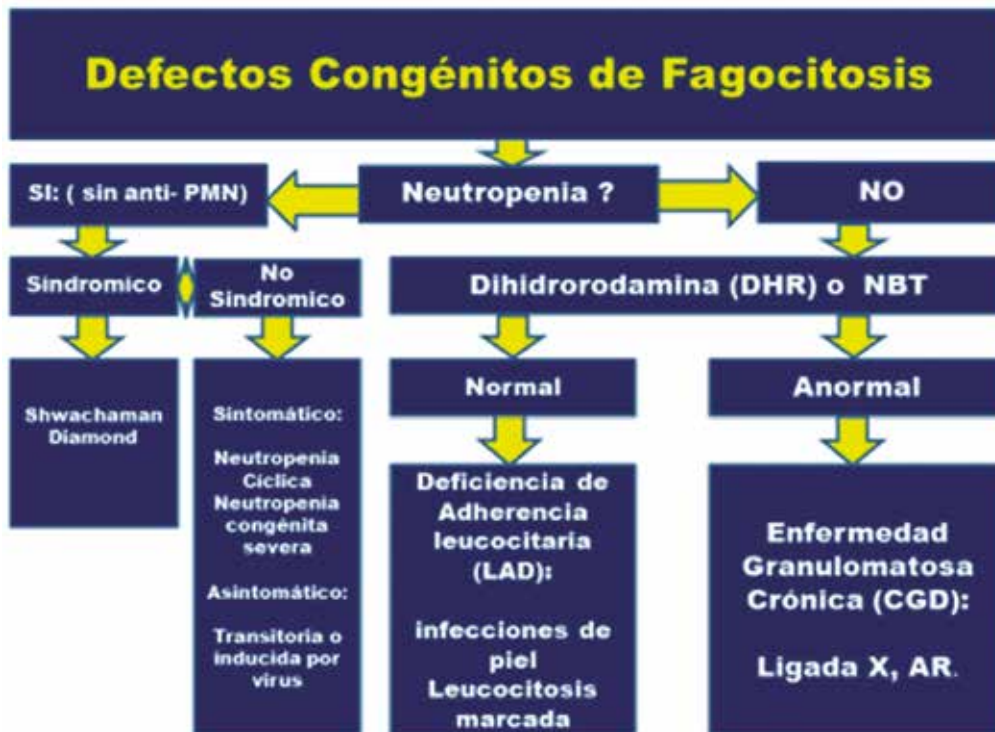 Defectos Congénitos de Fagocitosis
SI: ( sin anti- PMN)
Neutropenia ?
NO
Sindromico
No
Sindromico
Dihidrorodamina (DHR) o NBT
Shwachaman
Diamond
Sintomático:
Neutropenia
Cíclica
Neutropenia
congénita
severa
Asintomático:
Transitoria o
inducida por
virus
Normal
Anormal
Deficiencia de
Adherencia
leucocitaria
(LAD):
infecciones de
piel
Leucocitosis
marcada
Enfermedad
Granulomatosa
Crónica (CGD):
Ligada X, AR.